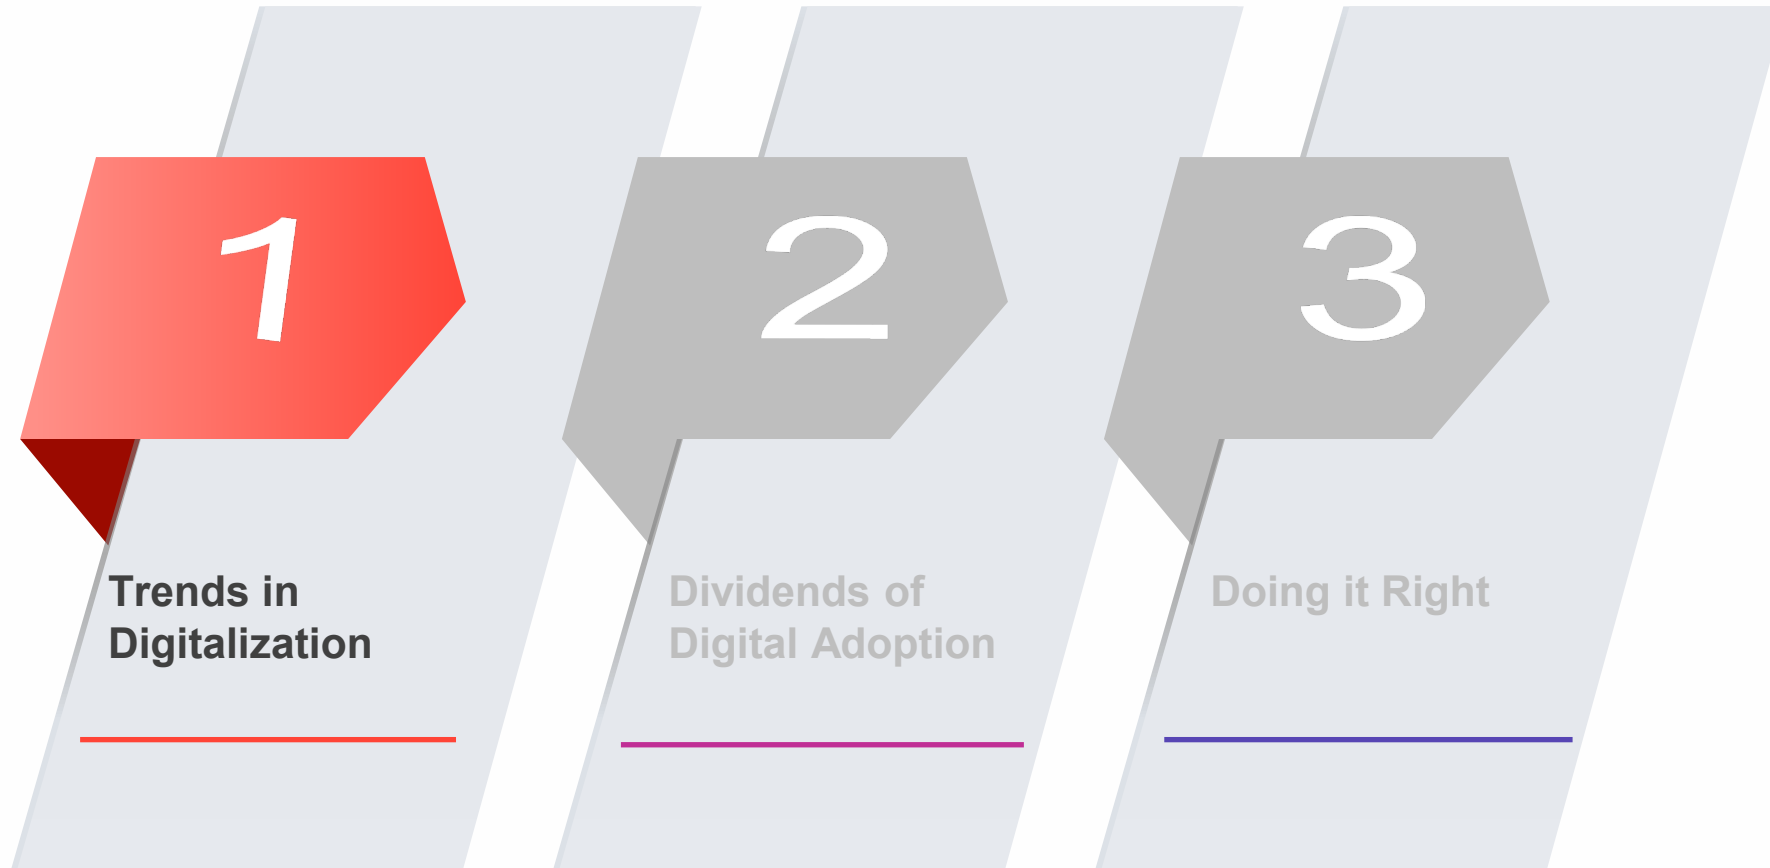 1
2
3
Trends in
Digitalization
Dividends of
Digital Adoption
Doing it Right